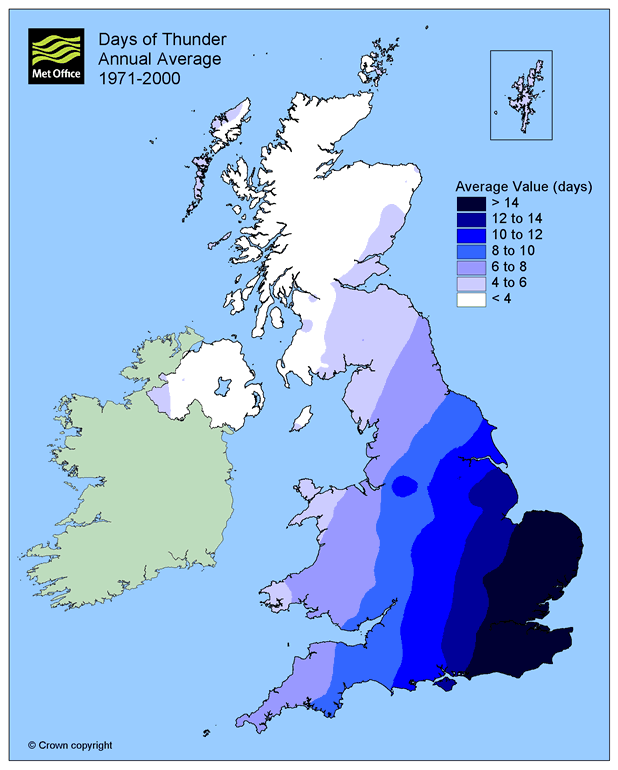 Met Office
Days of Thunder
Annual Average
1971-2000
Average Value (days)
> 14
12 to 14
10 to 12
8 to 10
6 to 8
4 to 6
< 4
© Crown copyright